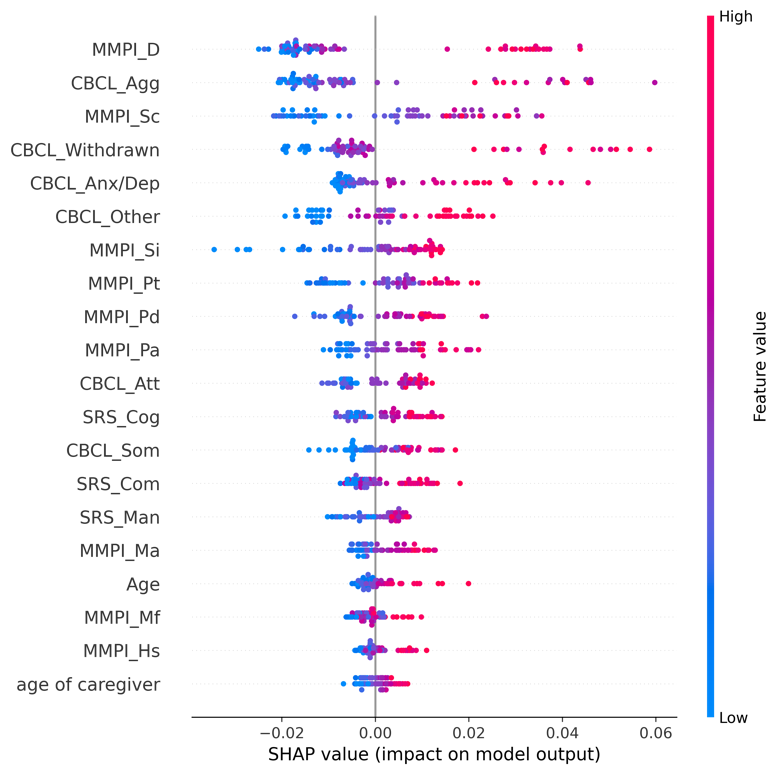 High
MMPI_D
CBCL_Agg
MMPI_Sc
CBCL_Withdrawn
CBCL_Anx/Dep
CBCL_Other
MMPI_Si
MMPI_Pt
MMPI_Pd
MMPI_Pa
CBCL_Att
SRS_Cog
CBCL_Som
SRS_Com
SRS_Man
MMPI_Ma
Age
MMPI_Mf
MMPI_Hs
age of caregiver
Feature value
Low
−0.02 0.00 0.02 0.04 0.06
SHAP value (impact on model output)